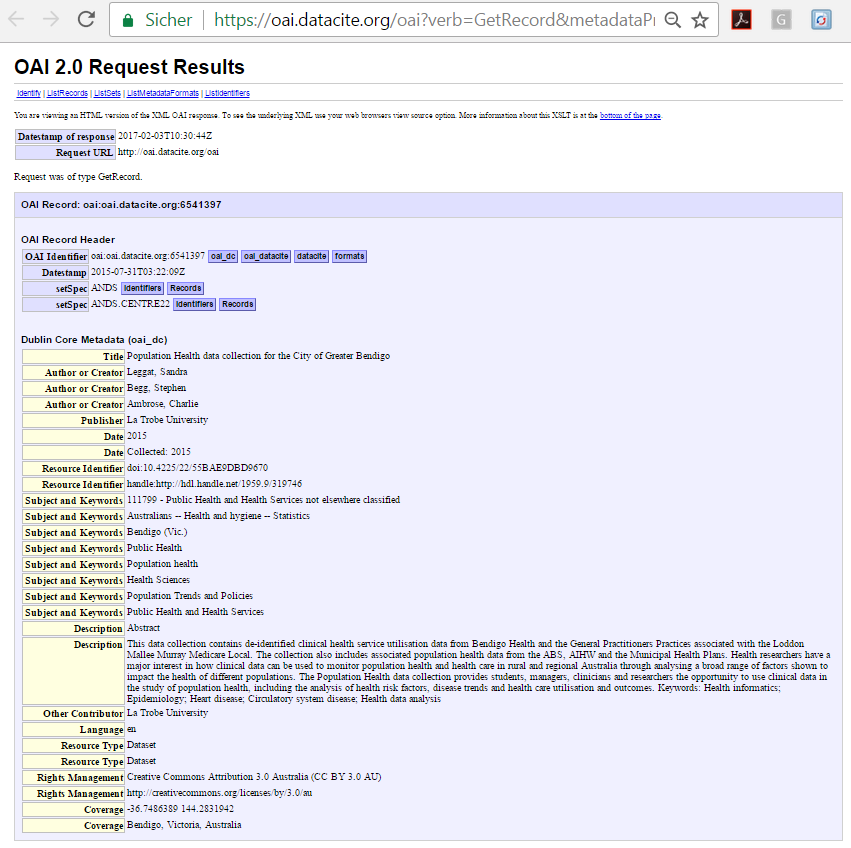 Sicher
https://oai.datacite.org/oai?verb=GetRecord&metadataPr
G
OAI 2.0 Request Results
Identify | ListRecords | ListSets | ListMetadataFormats | ListIdentifiers
You are viewing an HTML version of the XML OAI response. To see the underlying XML use your web browsers view source option. More information about this XSLT is at the bottom of the page.
Datestamp of response 2017-02-03T10:30:44Z
Request URL http://oai.datacite.org/oai
Request was of type GetRecord.
OAI Record: oai:oai.datacite.org:6541397
OAI Record Header
OAI Identifier oai:oai.datacite.org:6541397 oai_dc oai_datacite datacite formats
Datestamp 2015-07-31T03:22:09Z
setSpec ANDS Identifiers Records
setSpec ANDS.CENTRE22 Identifiers Records
Dublin Core Metadata (oai_dc)
Title Population Health data collection for the City of Greater Bendigo
Author or Creator Leggat, Sandra
Author or Creator Begg, Stephen
Author or Creator Ambrose, Charlie
Publisher La Trobe University
Date 2015
Date Collected: 2015
Resource Identifier doi:10.4225/22/55BAE9DBD9670
Resource Identifier handle:http://hdl.handle.net/1959.9/319746
Subject and Keywords 111799 - Public Health and Health Services not elsewhere classified
Subject and Keywords Australians -- Health and hygiene -- Statistics
Subject and Keywords Bendigo (Vic.)
Subject and Keywords Public Health
Subject and Keywords Population health
Subject and Keywords Health Sciences
Subject and Keywords Population Trends and Policies
Subject and Keywords Public Health and Health Services
Description Abstract
Description This data collection contains de-identified clinical health service utilisation data from Bendigo Health and the General Practitioners Practices associated with the Loddon
Mallee Murray Medicare Local. The collection also includes associated population health data from the ABS, AIHW and the Municipal Health Plans. Health researchers have a
major interest in how clinical data can be used to monitor population health and health care in rural and regional Australia through analysing a broad range of factors shown to
impact the health of different populations. The Population Health data collection provides students, managers, clinicians and researchers the opportunity to use clinical data in
the study of population health, including the analysis of health risk factors, disease trends and health care utilisation and outcomes. Keywords: Health informatics;
Epidemiology; Heart disease; Circulatory system disease; Health data analysis
Other Contributor La Trobe University
Language en
Resource Type Dataset
Resource Type Dataset
Rights Management Creative Commons Attribution 3.0 Australia (CC BY 3.0 AU)
Rights Management http://creativecommons.org/licenses/by/3.0/au
Coverage -36.7486389 144.2831942
Coverage Bendigo, Victoria, Australia